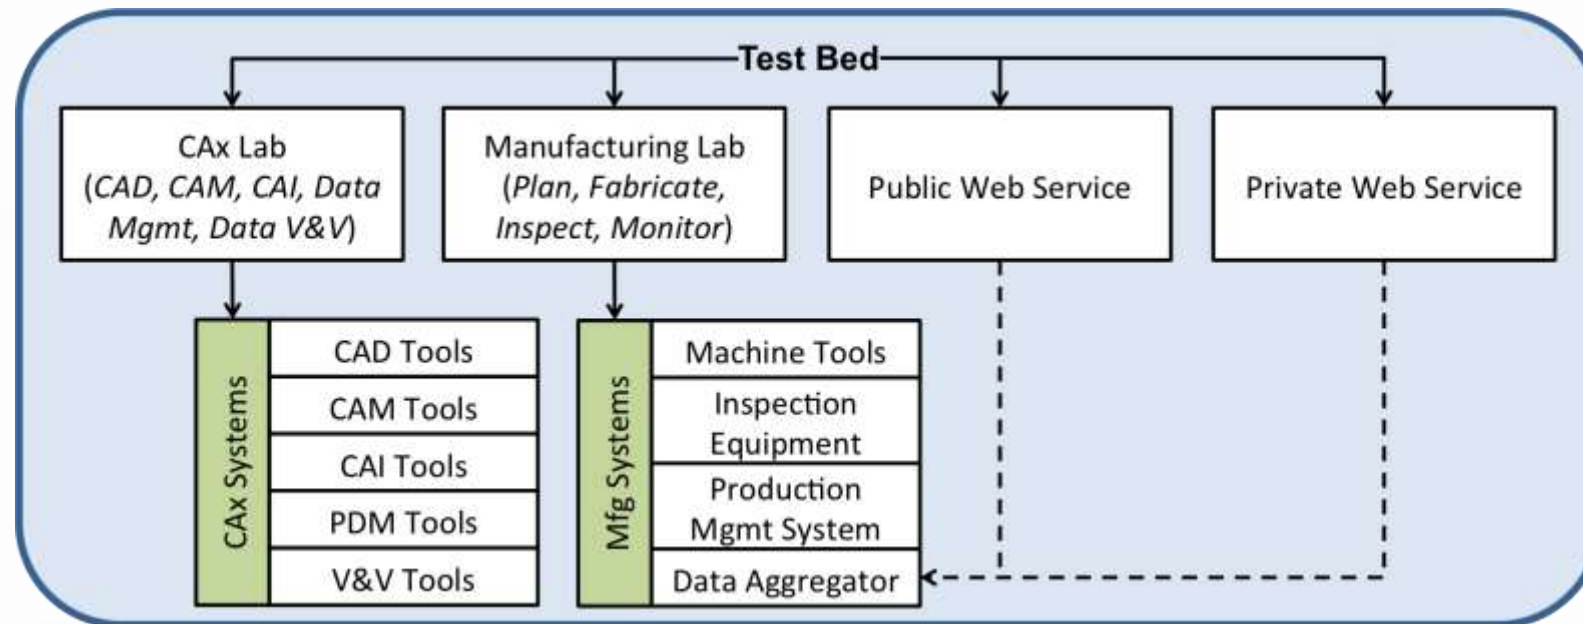 Test Bed
CAx Lab
(CAD, CAM, CAI, Data
Mgmt, Data V&V)
Manufacturing Lab
(Plan, Fabricate,
Inspect, Monitor)
Public Web Service
Private Web Service
CAx Systems
CAD Tools
CAM Tools
CAI Tools
PDM Tools
V&V Tools
Mfg Systems
Machine Tools
Inspection
Equipment
Production
Mgmt System
Data Aggregator